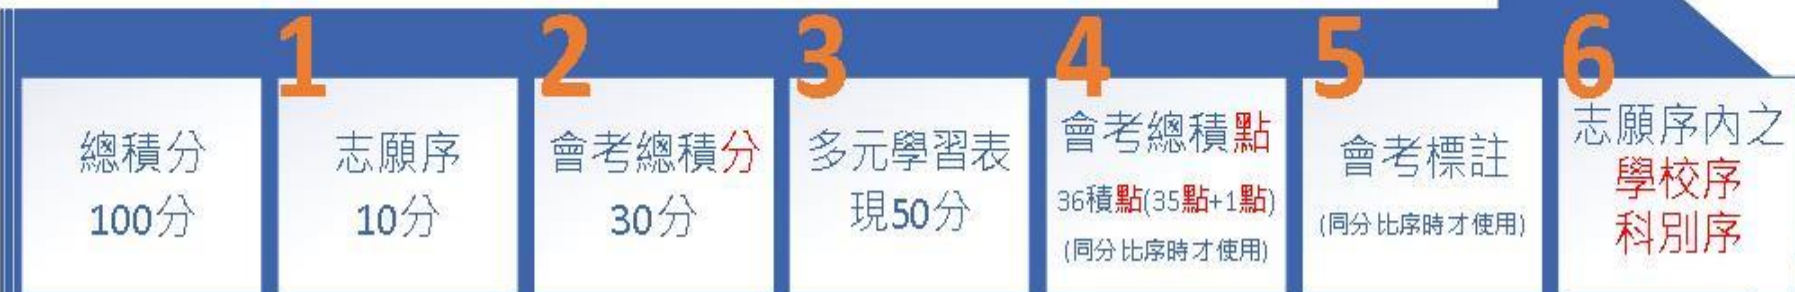 總積分
100分
1
志願序
10分
2
會考總積分
30分
3
多元學習表
現50分
4
會考總積點
36積點(35點+1點)
(同分比序時才使用)
5
會考標註
(同分比序時才使用)
6
志願序內之
學校序
科別序